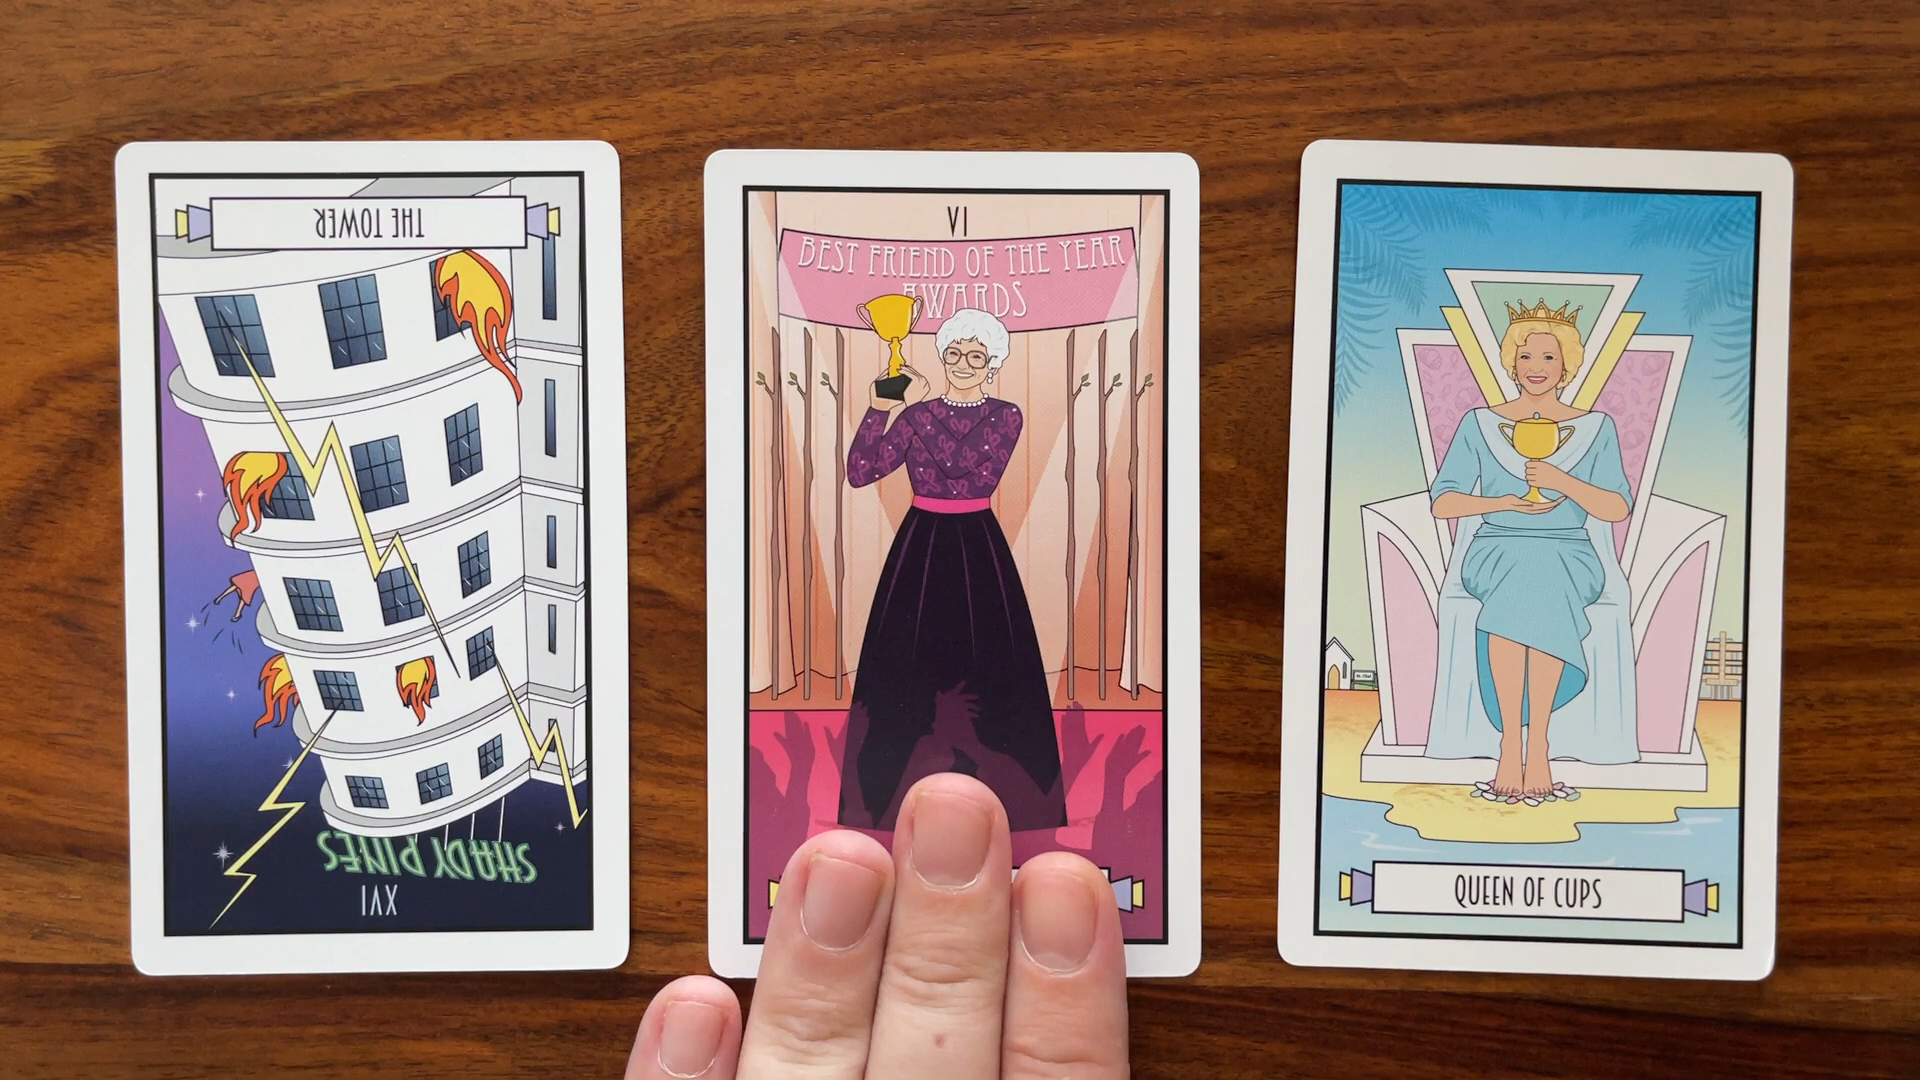 THE TOWER
SHADY PINES
XVI
VI
BEST FRIEND OF THE YEAR
AWARDS
QUEEN OF CUPS